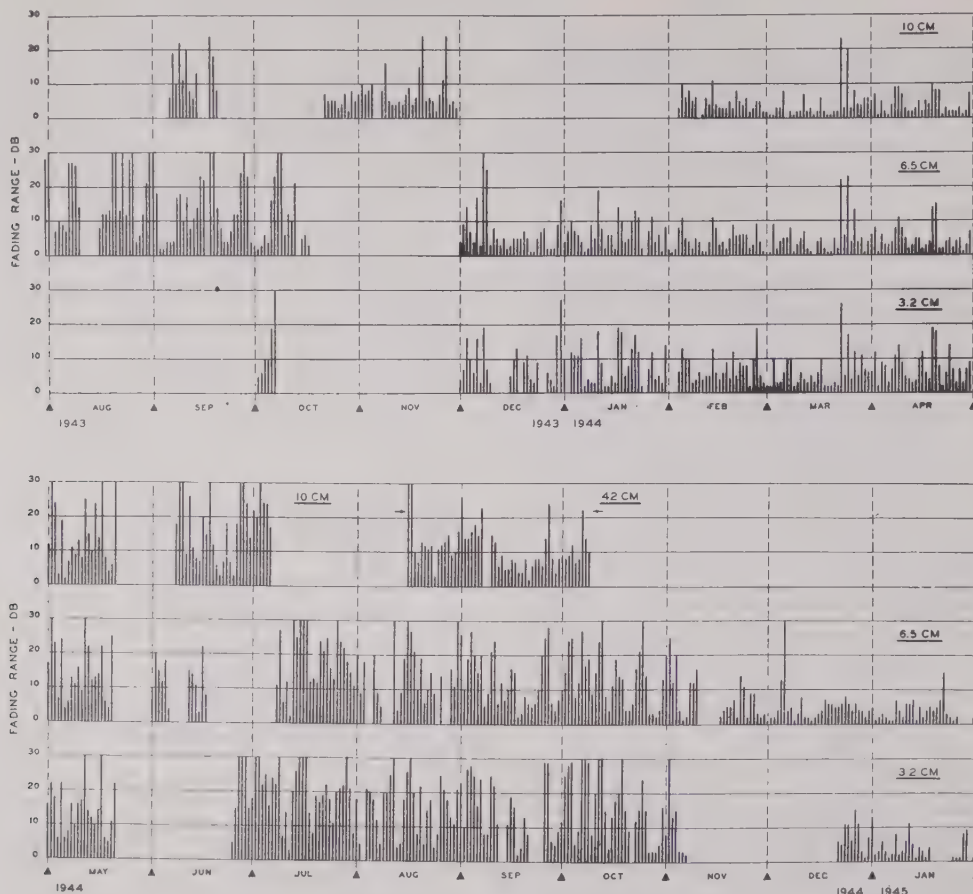 30
20
10
0
10 CM
30
20
10
0
6.5 CM
FADING RANGE - DB
30
20
10
0
3.2 CM
AUG SEP OCT NOV DEC JAN FEB MAR APR
1943 1943 1944
30
20
10
0
10 CM 42 CM
30
20
10
0
6.5 CM
FADING RANGE - DB
30
20
10
0
3.2 CM
MAY JUN JUL AUG SEP OCT NOV DEC JAN
1944 1944 1945